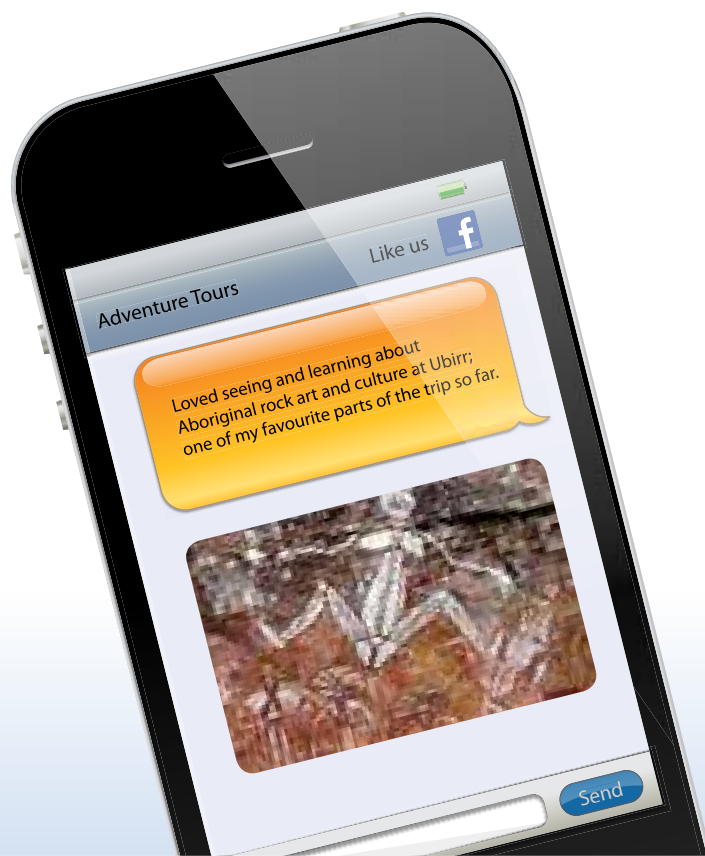 Like us f
Adventure Tours
Loved seeing and learning about
Aboriginal rock art and culture at Ubirr;
one of my favourite parts of the trip so far.
Send